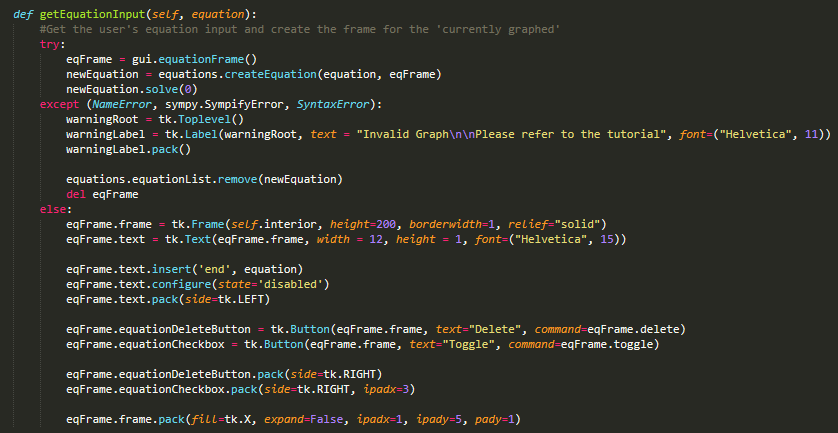 def getEquationInput(self, equation):
    #Get the user's equation input and create the frame for the 'currently graphed'
    try:
        eqFrame = gui.equationFrame()
        newEquation = equations.createEquation(equation, eqFrame)
        newEquation.solve(0)
    except (NameError, sympy.SympifyError, SyntaxError):
        warningRoot = tk.Toplevel()
        warningLabel = tk.Label(warningRoot, text = "Invalid Graph\n\nPlease refer to the tutorial", font=("Helvetica", 11))
        warningLabel.pack()

        equations.equationList.remove(newEquation)
        del eqFrame
    else:
        eqFrame.frame = tk.Frame(self.interior, height=200, borderwidth=1, relief="solid")
        eqFrame.text = tk.Text(eqFrame.frame, width = 12, height = 1, font=("Helvetica", 15))

        eqFrame.text.insert('end', equation)
        eqFrame.text.configure(state='disabled')
        eqFrame.text.pack(side=tk.LEFT)

        eqFrame.equationDeleteButton = tk.Button(eqFrame.frame, text="Delete", command=eqFrame.delete)
        eqFrame.equationCheckbox = tk.Button(eqFrame.frame, text="Toggle", command=eqFrame.toggle)

        eqFrame.equationDeleteButton.pack(side=tk.RIGHT)
        eqFrame.equationCheckbox.pack(side=tk.RIGHT, ipadx=3)

        eqFrame.frame.pack(fill=tk.X, expand=False, ipadx=1, ipady=5, pady=1)